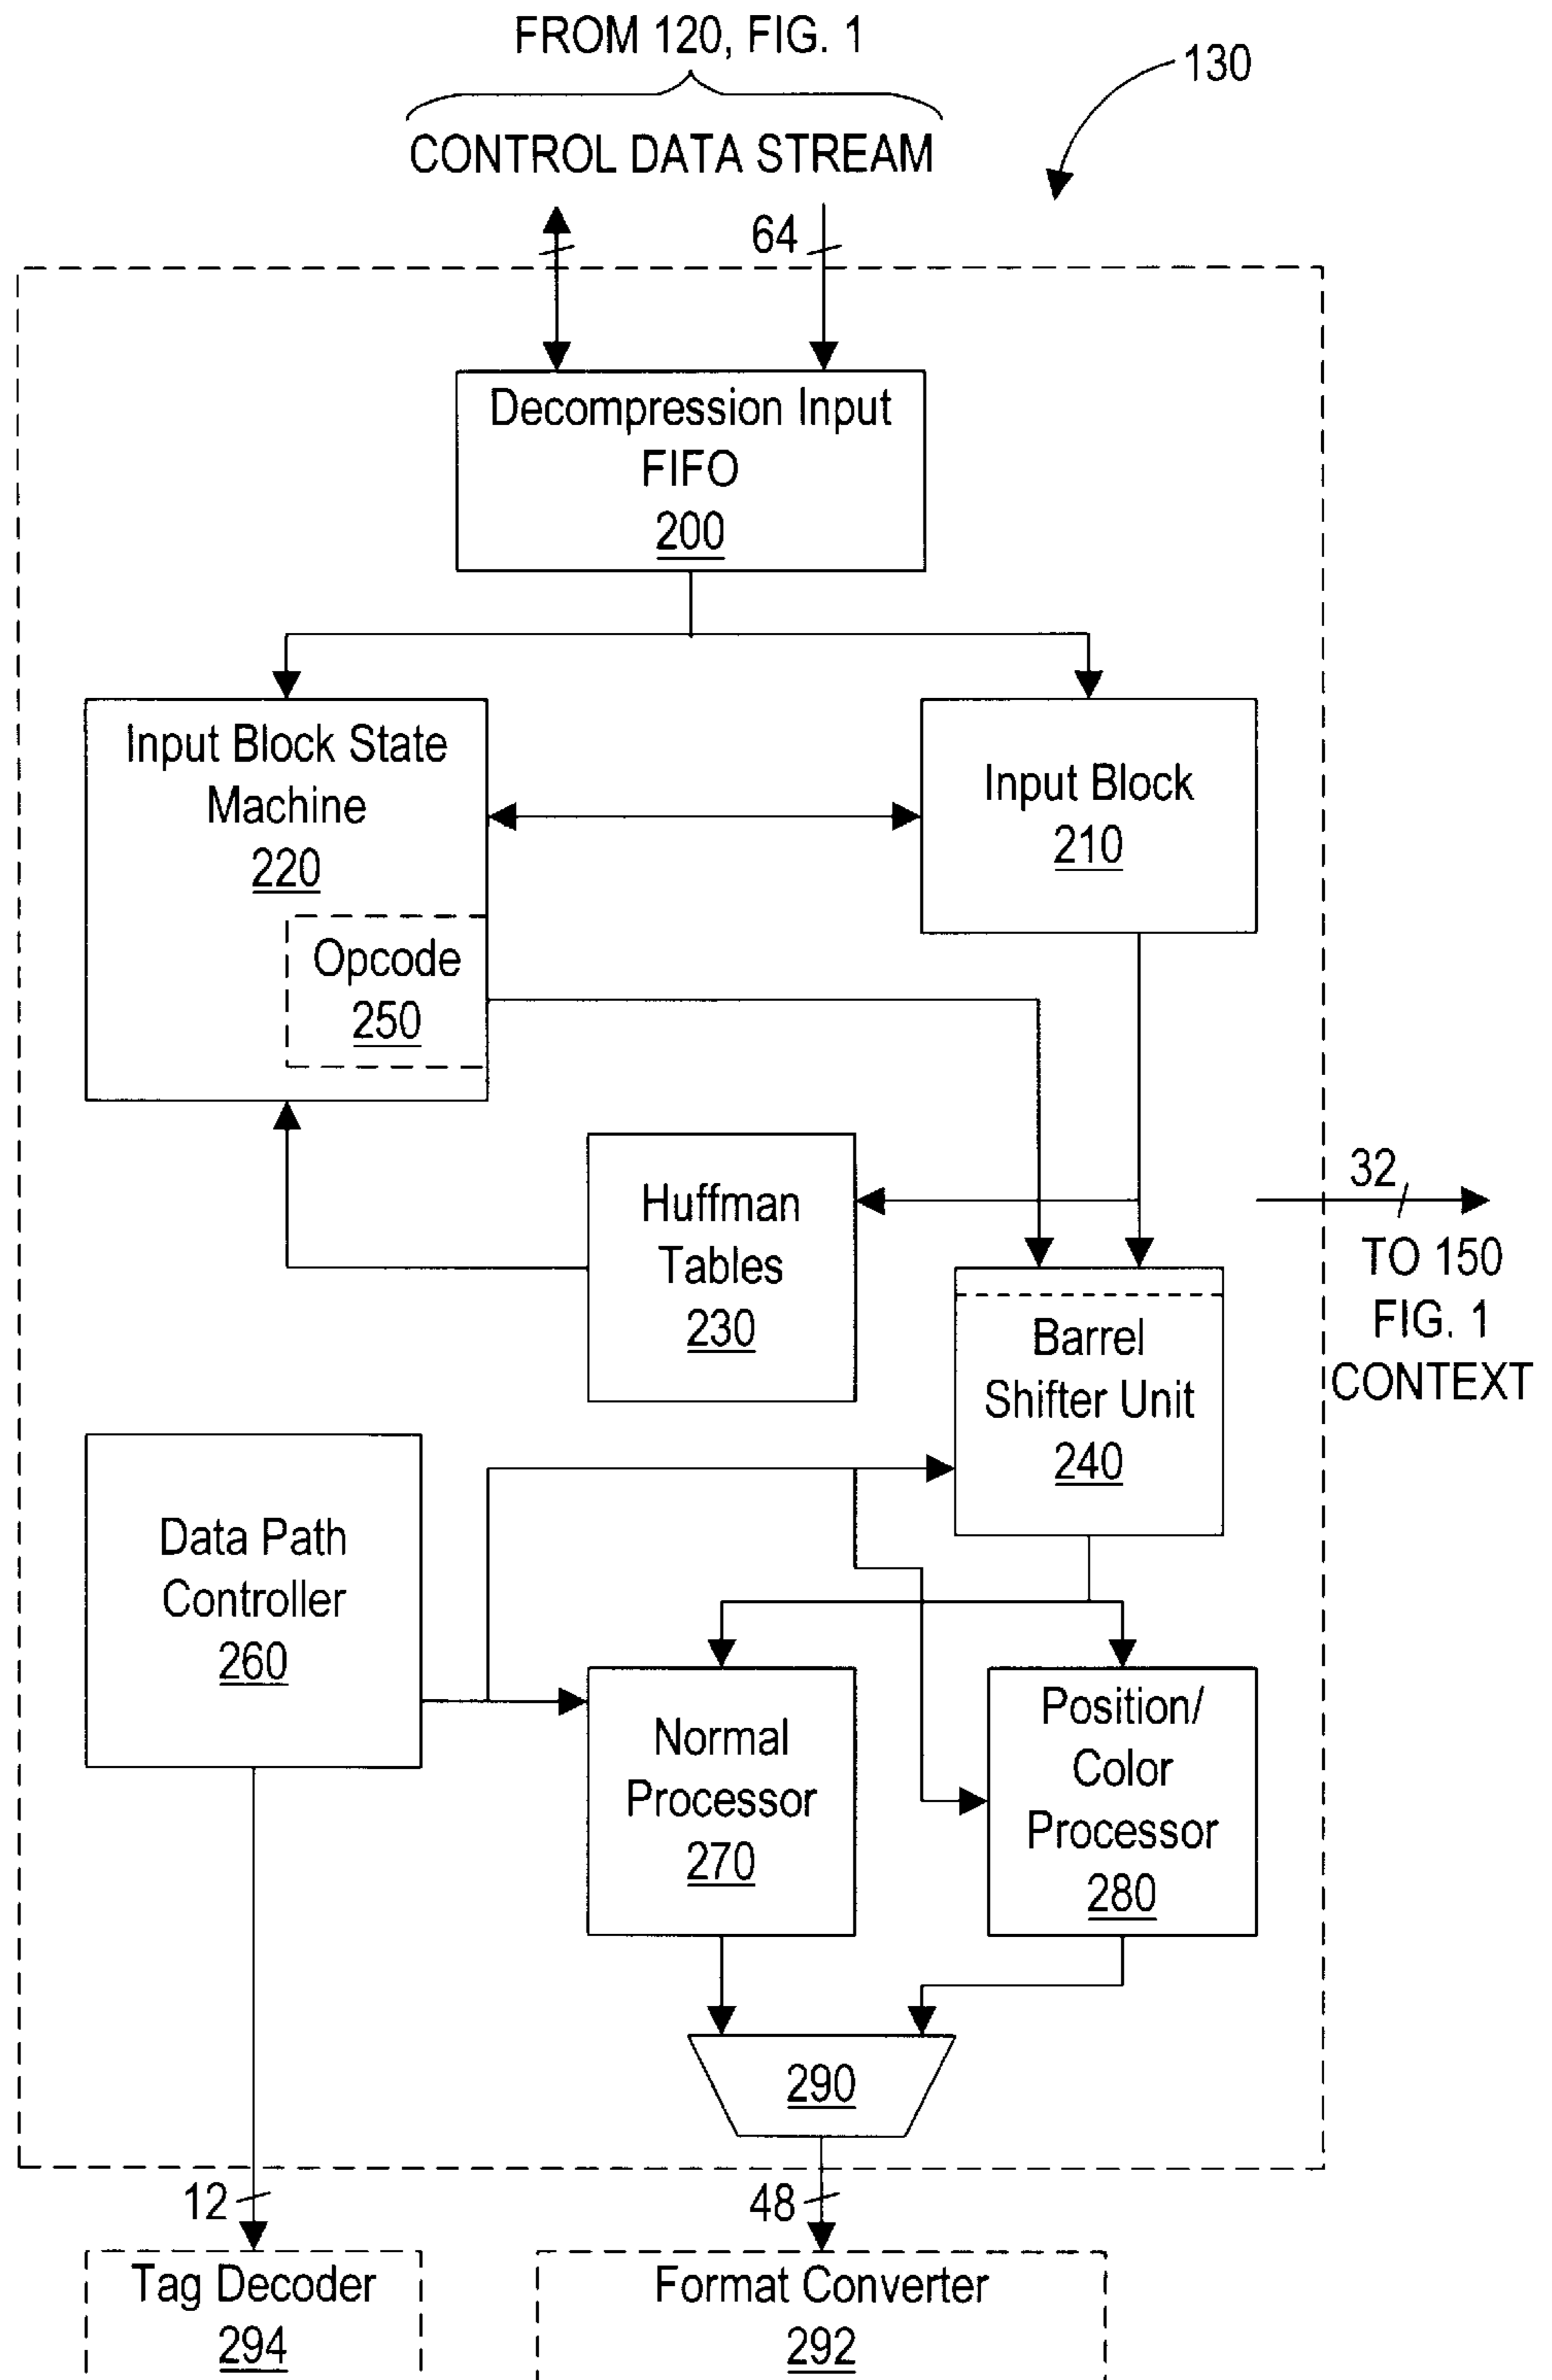 FROM 120, FIG. 1
130
CONTROL DATA STREAM
64
Decompression Input
FIFO
200
Input Block State
Machine
220
Input Block
210
Opcode
250
Huffman
Tables
230
32
TO 150
FIG. 1
CONTEXT
Barrel
Shifter Unit
240
Data Path
Controller
260
Normal
Processor
270
Position/
Color
Processor
280
290
12
48
Tag Decoder
294
Format Converter
292